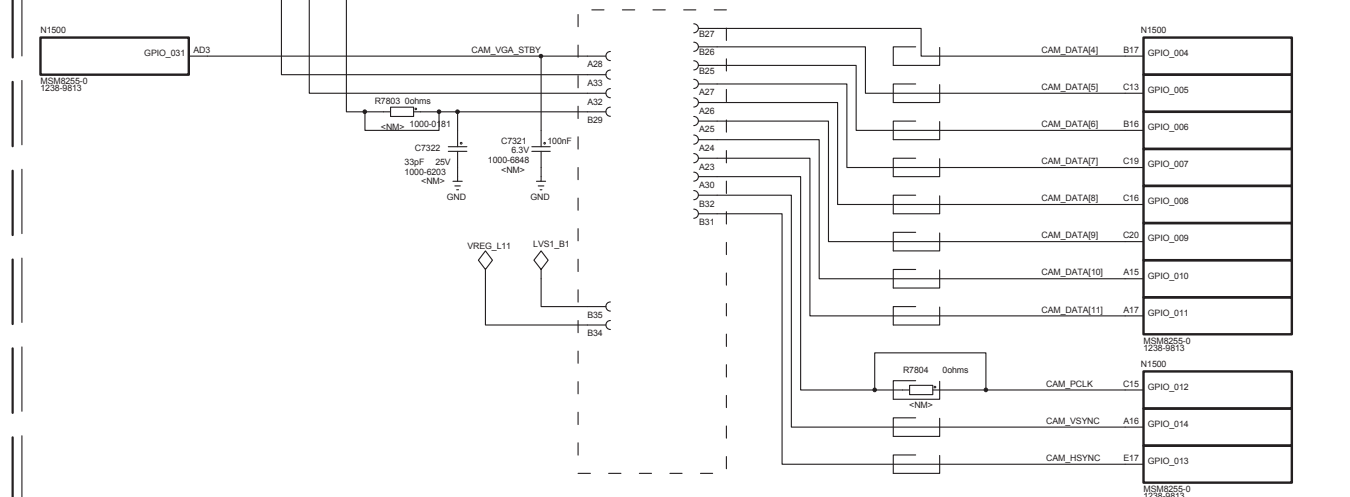 N1500
GPIO_031
AD3
MSM8255-0
1238-9813
CAM_VGA_STBY
A28
A33
A32
B29
R7803 0ohms
<NM> 1000-0181
C7322
33pF 25V
1000-6203
<NM>
GND
C7321 100nF
6.3V
1000-6848
<NM>
GND
VREG_L11
LVS1_B1
B35
B34
B27
B26
B25
A27
A26
A25
A24
A23
A30
B32
B31
N1500
CAM_DATA[4] B17 GPIO_004
CAM_DATA[5] C13 GPIO_005
CAM_DATA[6] B16 GPIO_006
CAM_DATA[7] C19 GPIO_007
CAM_DATA[8] C16 GPIO_008
CAM_DATA[9] C20 GPIO_009
CAM_DATA[10] A15 GPIO_010
CAM_DATA[11] A17 GPIO_011
MSM8255-0
1238-9813
N1500
R7804 0ohms
<NM>
CAM_PCLK C15 GPIO_012
CAM_VSYNC A16 GPIO_014
CAM_HSYNC E17 GPIO_013
MSM8255-0
1238-9813